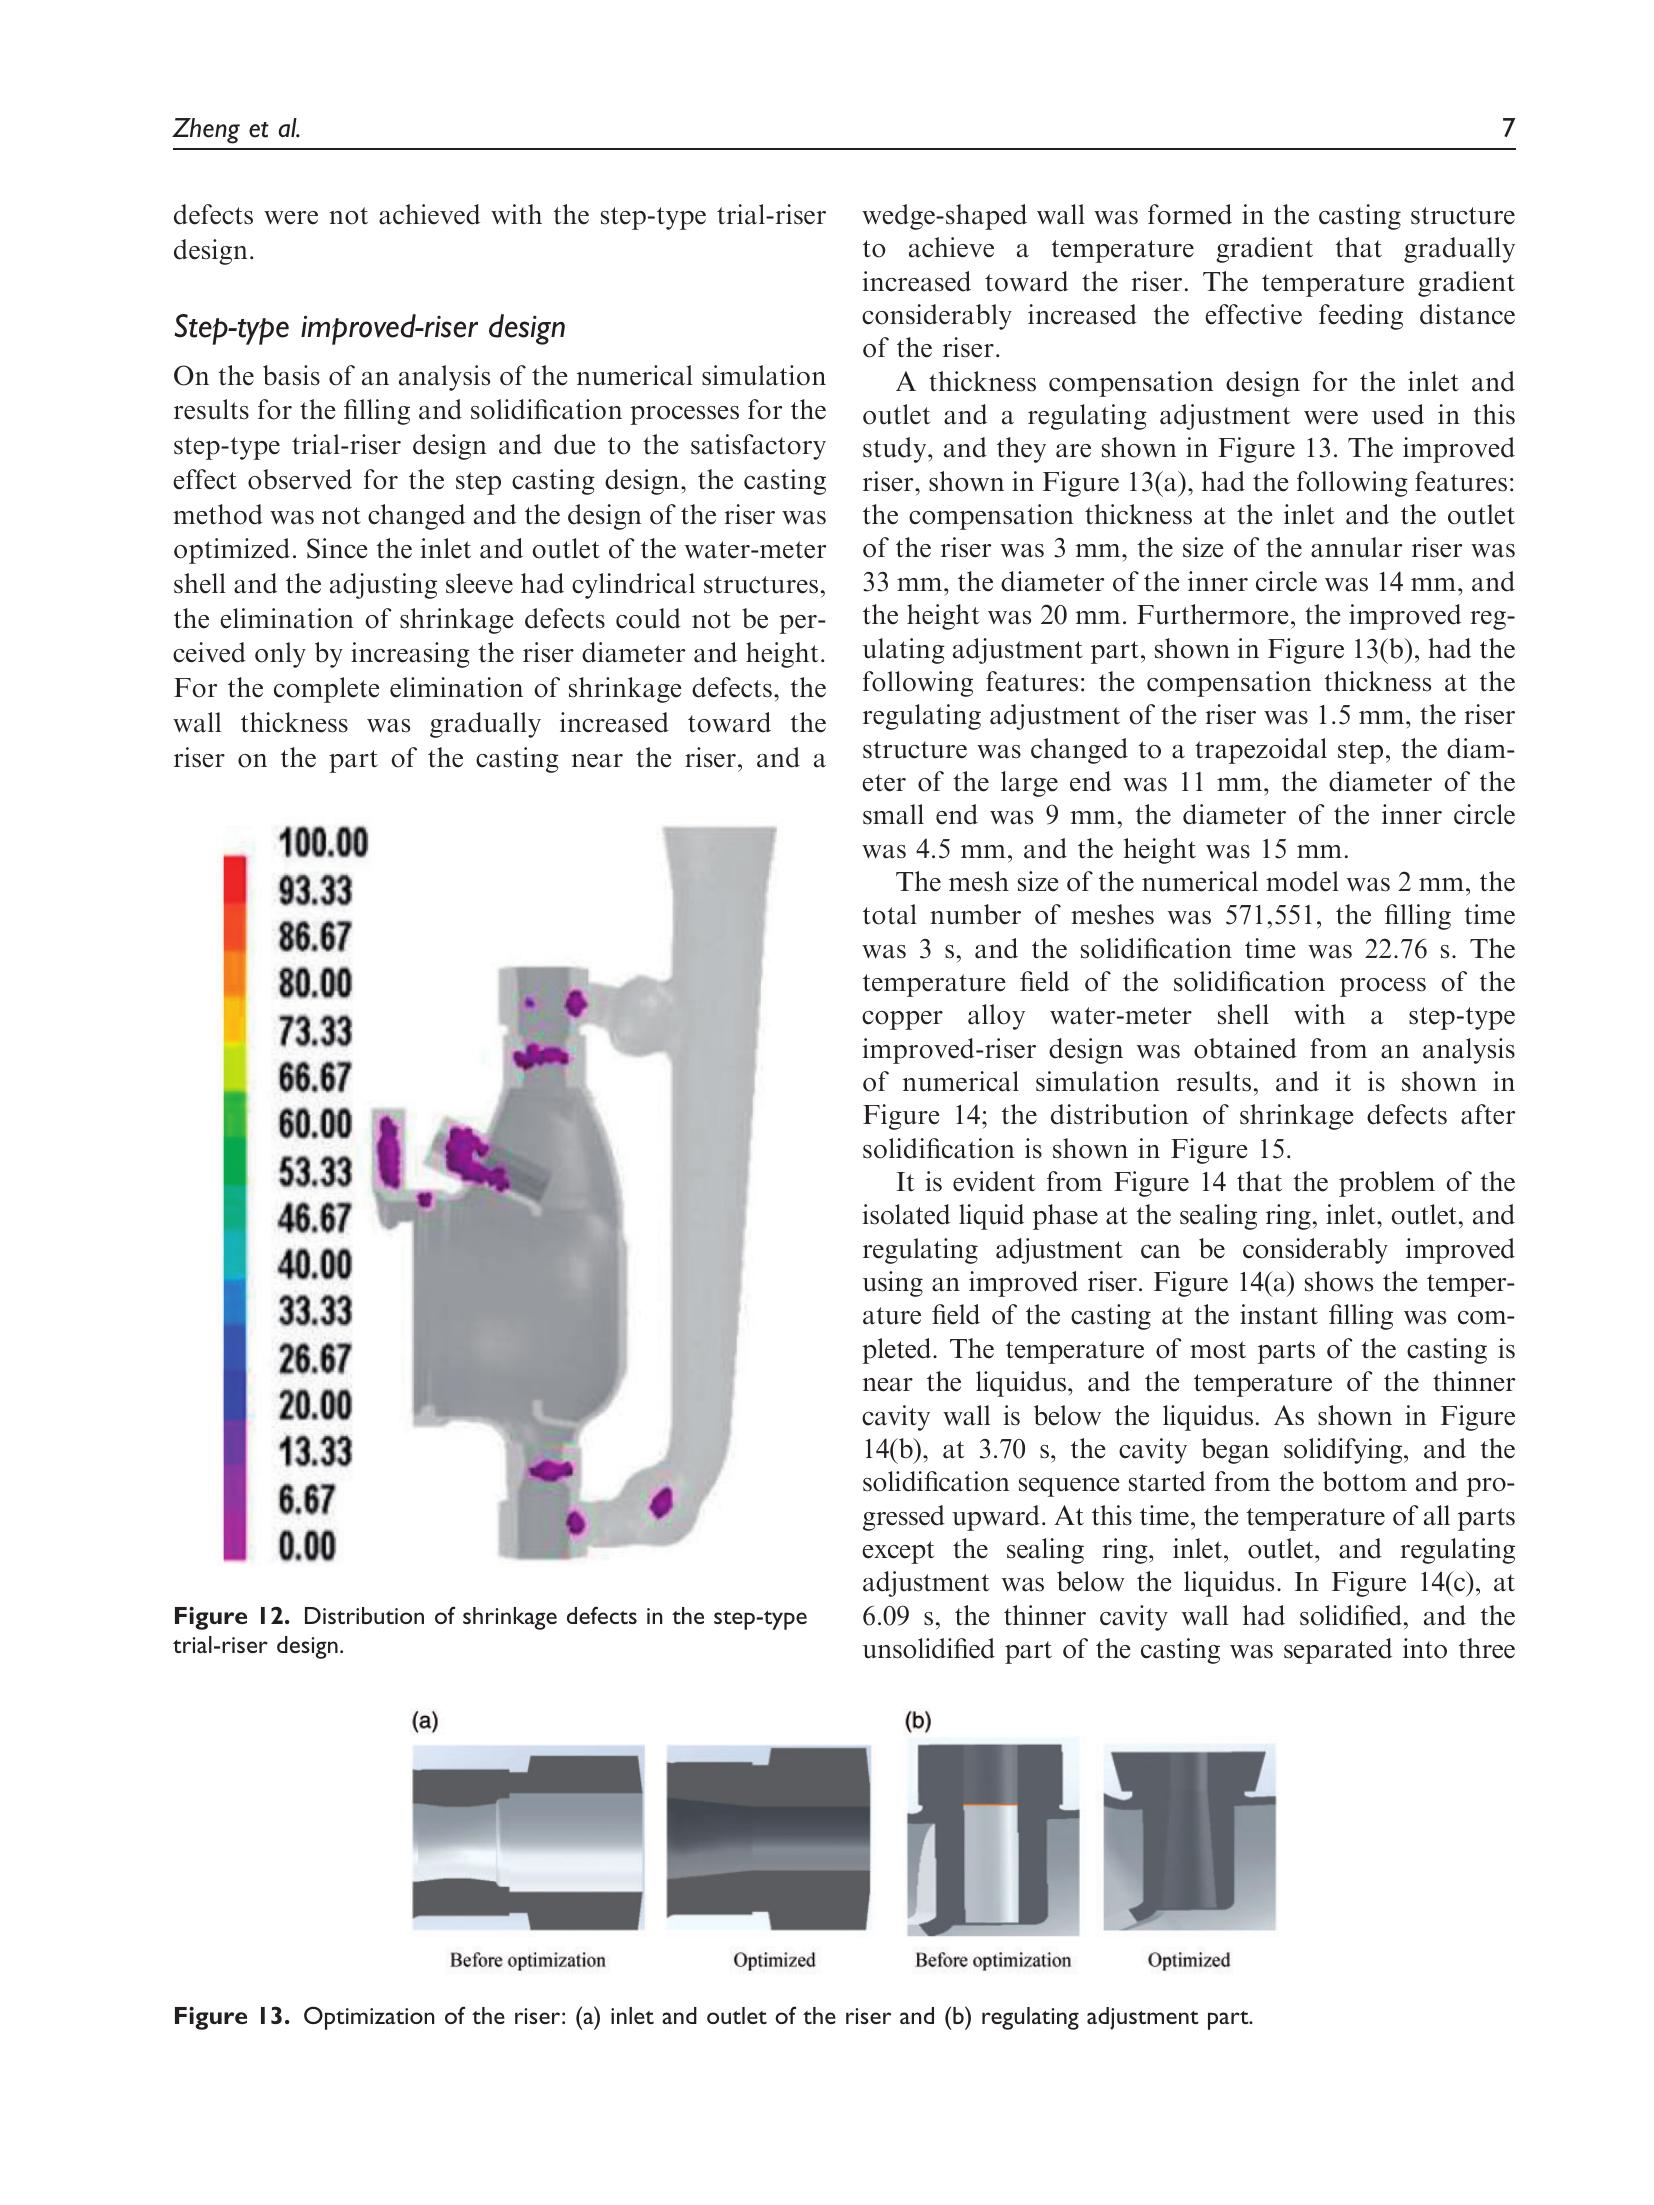 Zheng et al.
7
defects were not achieved with the step-type trial-riser
design.
Step-type improved-riser design
On the basis of an analysis of the numerical simulation
results for the filling and solidification processes for the
step-type trial-riser design and due to the satisfactory
effect observed for the step casting design, the casting
method was not changed and the design of the riser was
optimized. Since the inlet and outlet of the water-meter
shell and the adjusting sleeve had cylindrical structures,
the elimination of shrinkage defects could not be per-
ceived only by increasing the riser diameter and height.
For the complete elimination of shrinkage defects, the
wall thickness was gradually increased toward the
riser on the part of the casting near the riser, and a
100.00
93.33
86.67
80.00
73.33
66.67
60.00
53.33
46.67
40.00
33.33
26.67
20.00
13.33
6.67
0.00
Figure 12. Distribution of shrinkage defects in the step-type
trial-riser design.
wedge-shaped wall was formed in the casting structure
to achieve a temperature gradient that gradually
increased toward the riser. The temperature gradient
considerably increased the effective feeding distance
of the riser.
A thickness compensation design for the inlet and
outlet and a regulating adjustment were used in this
study, and they are shown in Figure 13. The improved
riser, shown in Figure 13(a), had the following features:
the compensation thickness at the inlet and the outlet
of the riser was 3 mm, the size of the annular riser was
33 mm, the diameter of the inner circle was 14 mm, and
the height was 20 mm. Furthermore, the improved reg-
ulating adjustment part, shown in Figure 13(b), had the
following features: the compensation thickness at the
regulating adjustment of the riser was 1.5 mm, the riser
structure was changed to a trapezoidal step, the diam-
eter of the large end was 11 mm, the diameter of the
small end was 9 mm, the diameter of the inner circle
was 4.5 mm, and the height was 15 mm.
The mesh size of the numerical model was 2 mm, the
total number of meshes was 571,551, the filling time
was 3 s, and the solidification time was 22.76 s. The
temperature field of the solidification process of the
copper alloy water-meter shell with a step-type
improved-riser design was obtained from an analysis
of numerical simulation results, and it is shown in
Figure 14; the distribution of shrinkage defects after
solidification is shown in Figure 15.
It is evident from Figure 14 that the problem of the
isolated liquid phase at the sealing ring, inlet, outlet, and
regulating adjustment can be considerably improved
using an improved riser. Figure 14(a) shows the temper-
ature field of the casting at the instant filling was com-
pleted. The temperature of most parts of the casting is
near the liquidus, and the temperature of the thinner
cavity wall is below the liquidus. As shown in Figure
14(b), at 3.70 s, the cavity began solidifying, and the
solidification sequence started from the bottom and pro-
gressed upward. At this time, the temperature of all parts
except the sealing ring, inlet, outlet, and regulating
adjustment was below the liquidus. In Figure 14(c), at
6.09 s, the thinner cavity wall had solidified, and the
unsolidified part of the casting was separated into three
(a)
(b)
Before optimization
Optimized
Before optimization
Optimized
Figure 13. Optimization of the riser: (a) inlet and outlet of the riser and (b) regulating adjustment part.